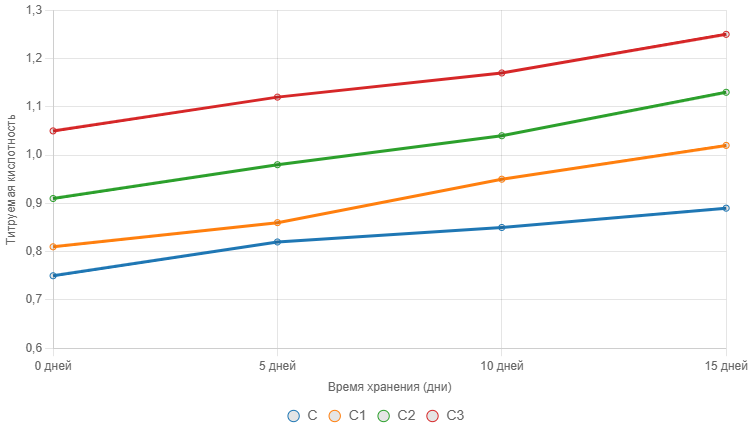 1,3
1,2
1,1
1,0
0,9
0,8
0,7
0,6
Титруемая кислотность
0 дней 5 дней 10 дней 15 дней
Время хранения (дни)
C C1 C2 C3